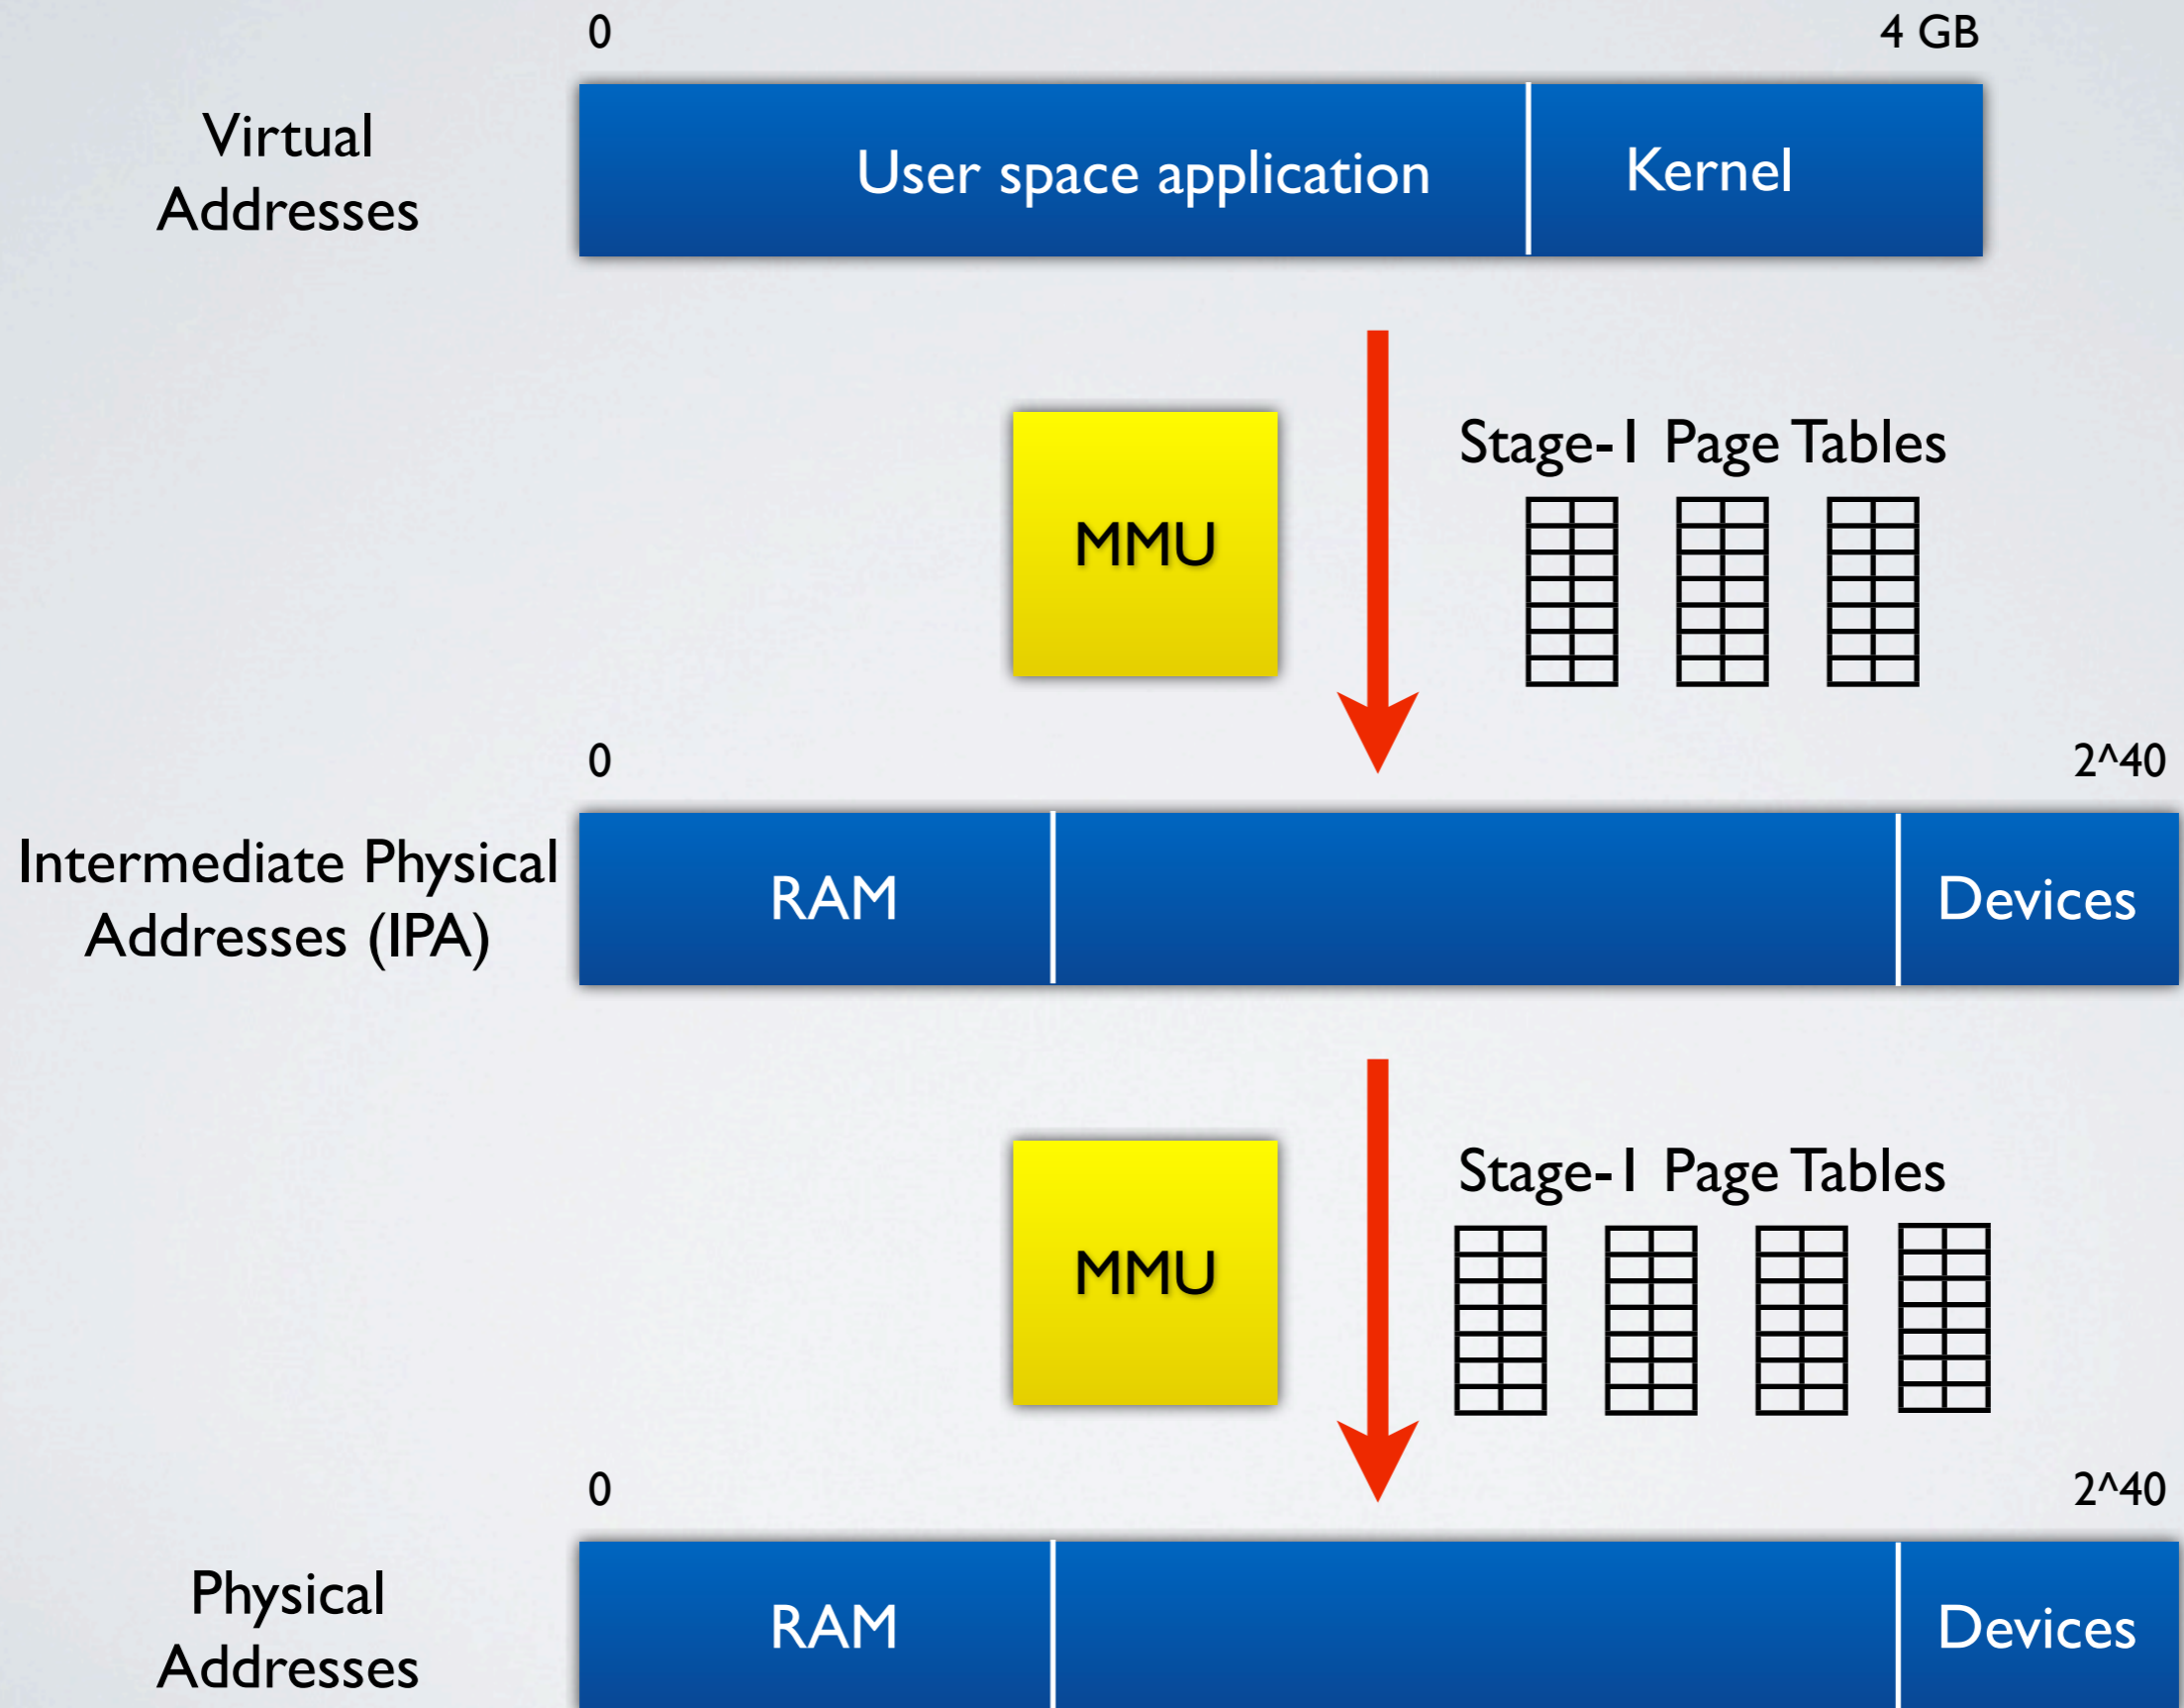 0
4 GB
Virtual
Addresses
User space application
Kernel
MMU
Stage-1 Page Tables
0
2^40
Intermediate Physical
Addresses (IPA)
RAM
Devices
MMU
Stage-1 Page Tables
0
2^40
Physical
Addresses
RAM
Devices